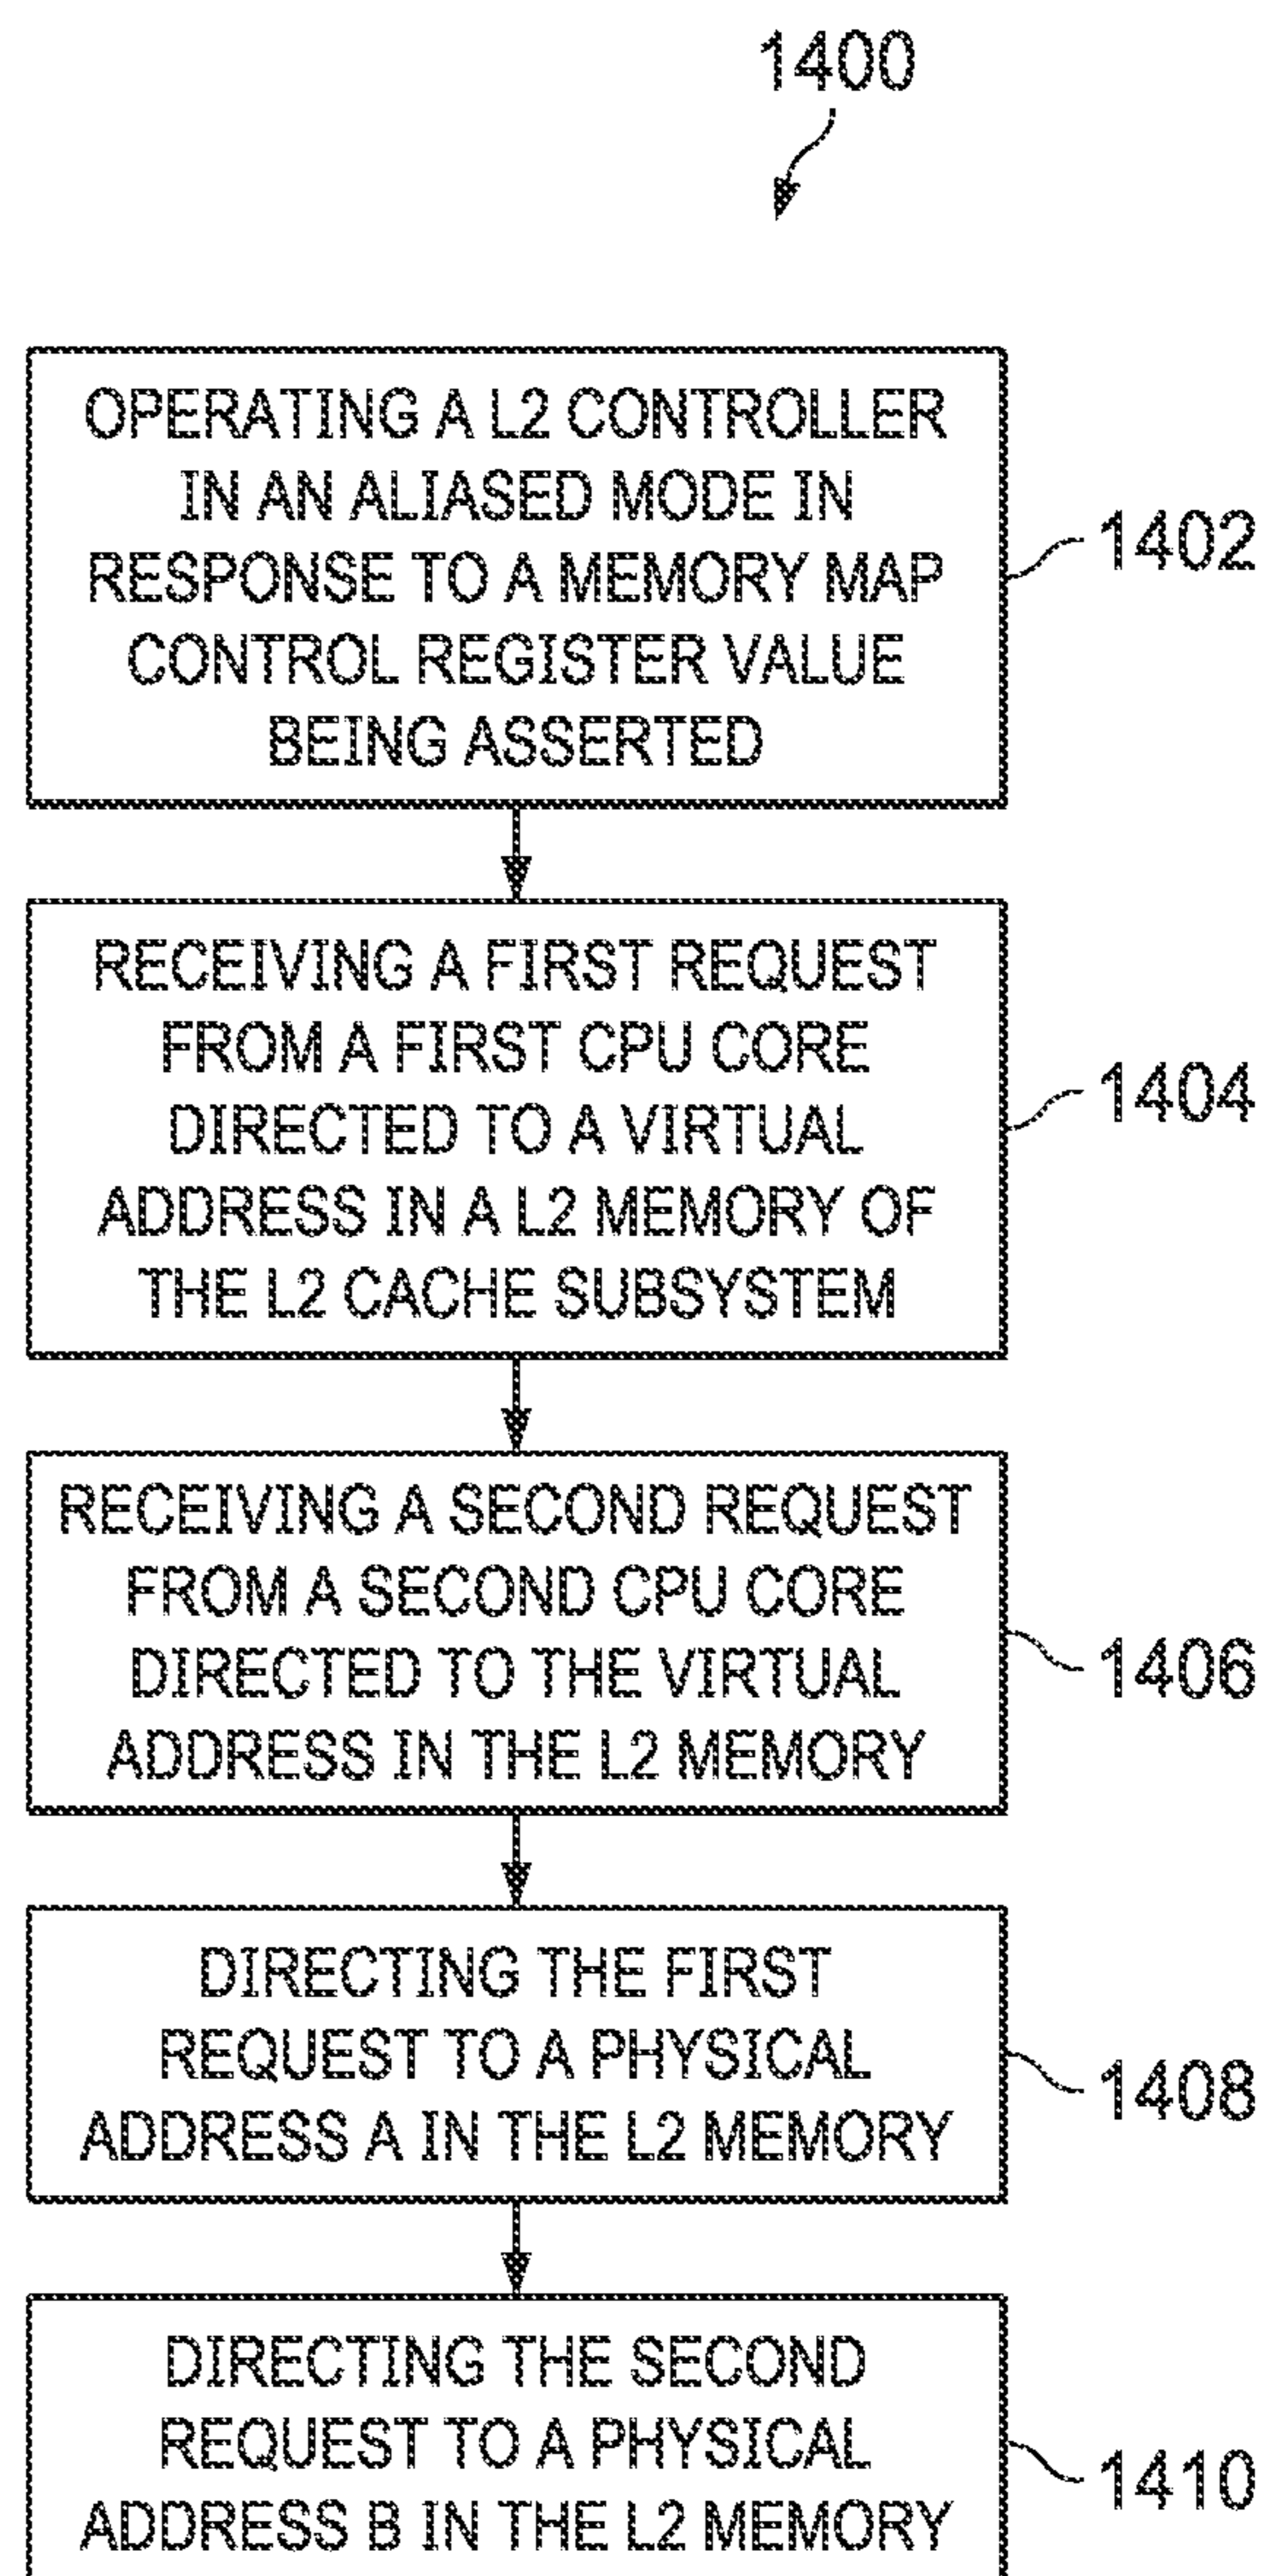 1400
OPERATING A L2 CONTROLLER
IN AN ALIASED MODE IN
RESPONSE TO A MEMORY MAP
CONTROL REGISTER VALUE
BEING ASSERTED
1402
RECEIVING A FIRST REQUEST
FROM A FIRST CPU CORE
DIRECTED TO A VIRTUAL
ADDRESS IN A L2 MEMORY OF
THE L2 CACHE SUBSYSTEM
1404
RECEIVING A SECOND REQUEST
FROM A SECOND CPU CORE
DIRECTED TO THE VIRTUAL
ADDRESS IN THE L2 MEMORY
1406
DIRECTING THE FIRST
REQUEST TO A PHYSICAL
ADDRESS A IN THE L2 MEMORY
1408
DIRECTING THE SECOND
REQUEST TO A PHYSICAL
ADDRESS B IN THE L2 MEMORY
1410